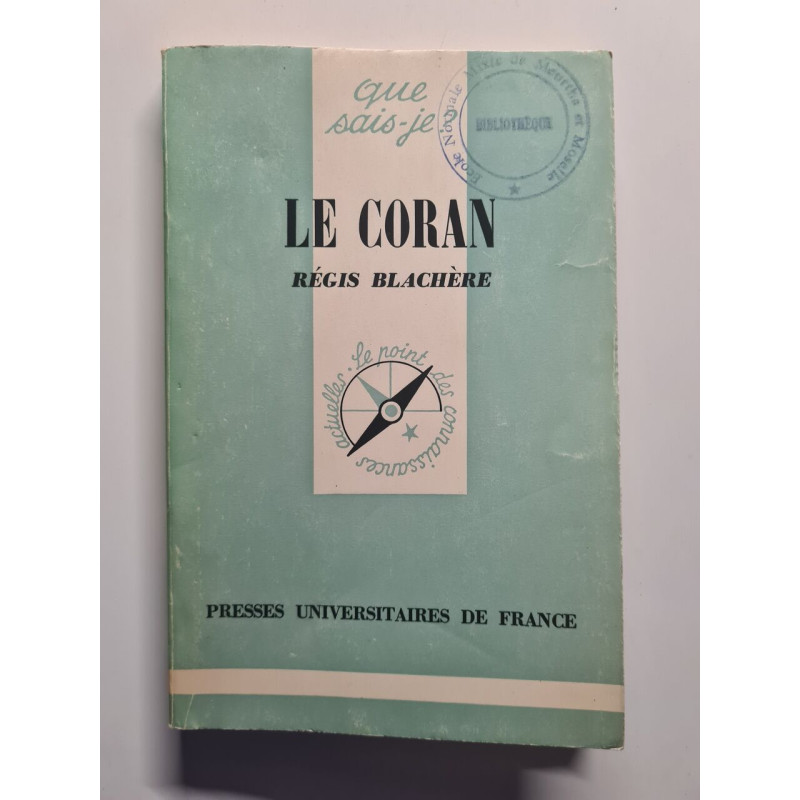 que
sais-je?
Ecole Normale Mixte de Meurthe et Moselle
BIBLIOTHÈQUE
LE CORAN
RÉGIS BLACHÈRE
Le point des connaissances actuelles
PRESSES UNIVERSITAIRES DE FRANCE